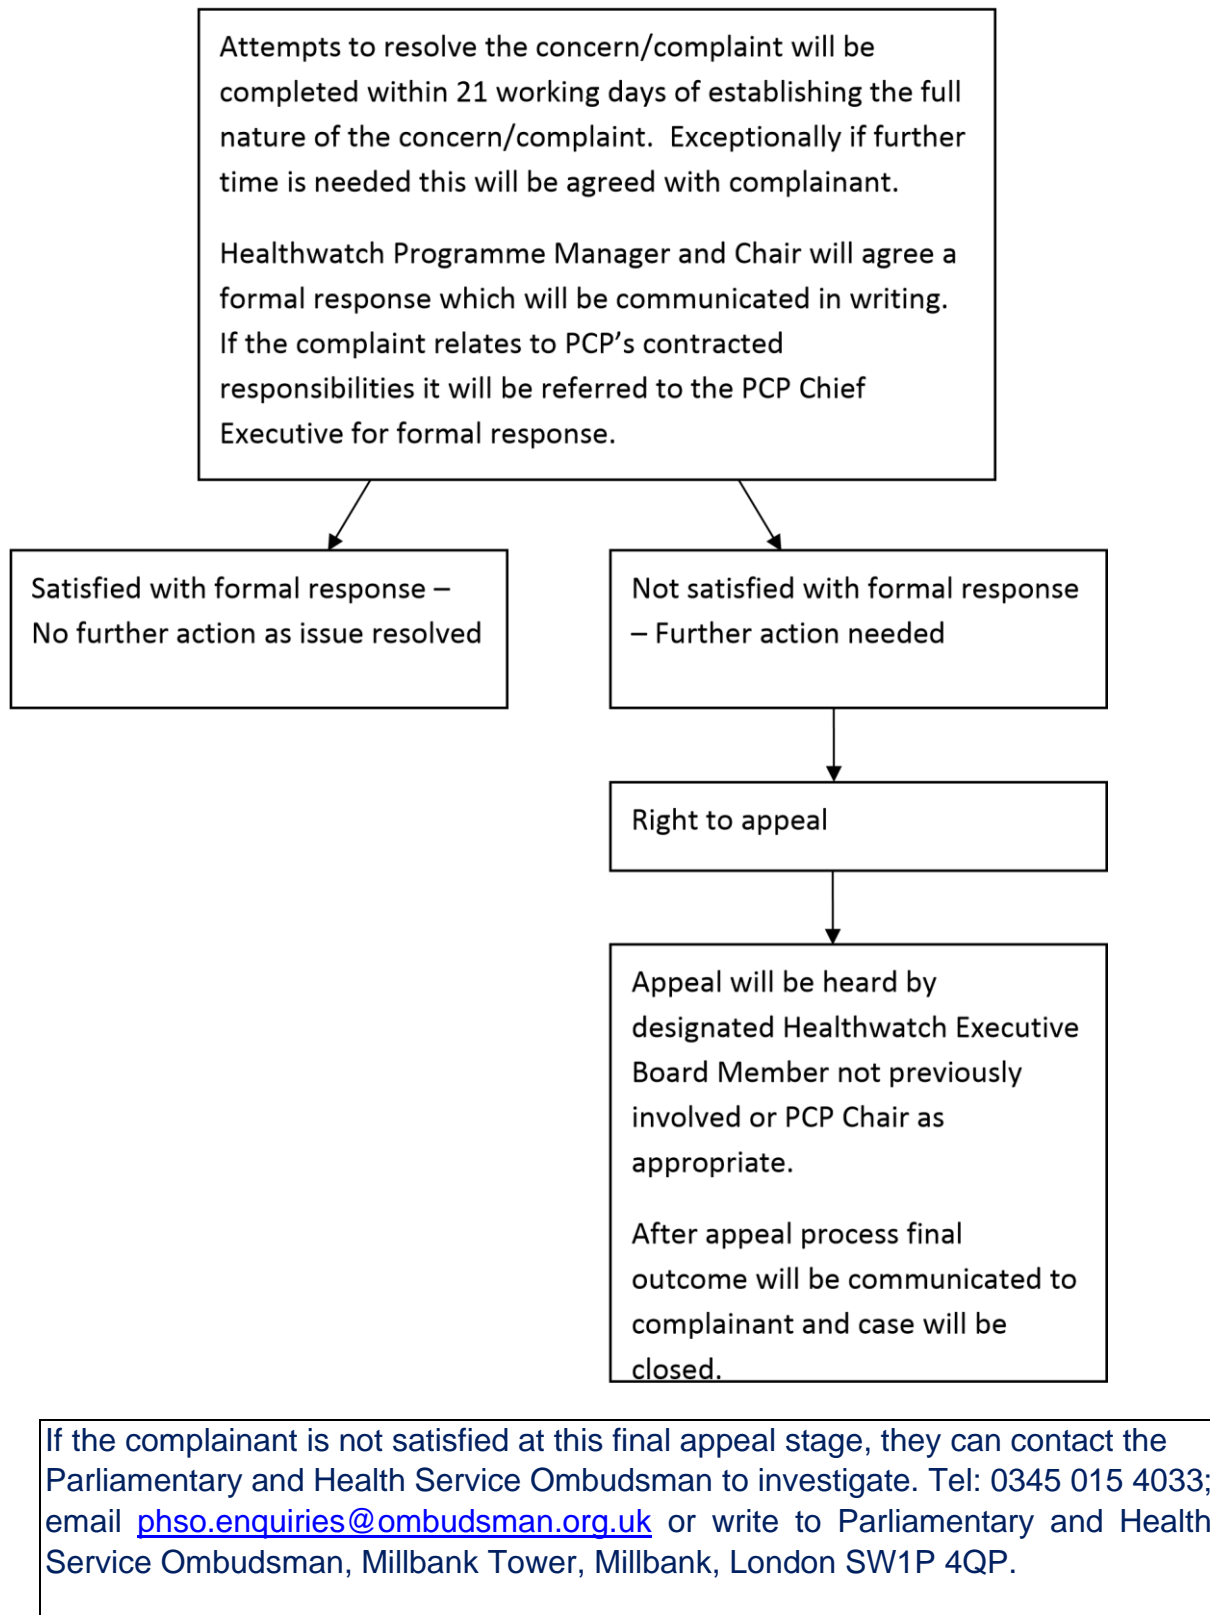 Attempts to resolve the concern/complaint will be
completed within 21 working days of establishing the full
nature of the concern/complaint.  Exceptionally if further
time is needed this will be agreed with complainant.
Healthwatch Programme Manager and Chair will agree a
formal response which will be communicated in writing.
If the complaint relates to PCP’s contracted
responsibilities it will be referred to the PCP Chief
Executive for formal response.
Satisfied with formal response –
No further action as issue resolved
Not satisfied with formal response
– Further action needed
Right to appeal
Appeal will be heard by
designated Healthwatch Executive
Board Member not previously
involved or PCP Chair as
appropriate.
After appeal process final
outcome will be communicated to
complainant and case will be
closed.
If the complainant is not satisfied at this final appeal stage, they can contact the
Parliamentary and Health Service Ombudsman to investigate. Tel: 0345 015 4033;
email phso.enquiries@ombudsman.org.uk or write to Parliamentary and Health
Service Ombudsman, Millbank Tower, Millbank, London SW1P 4QP.